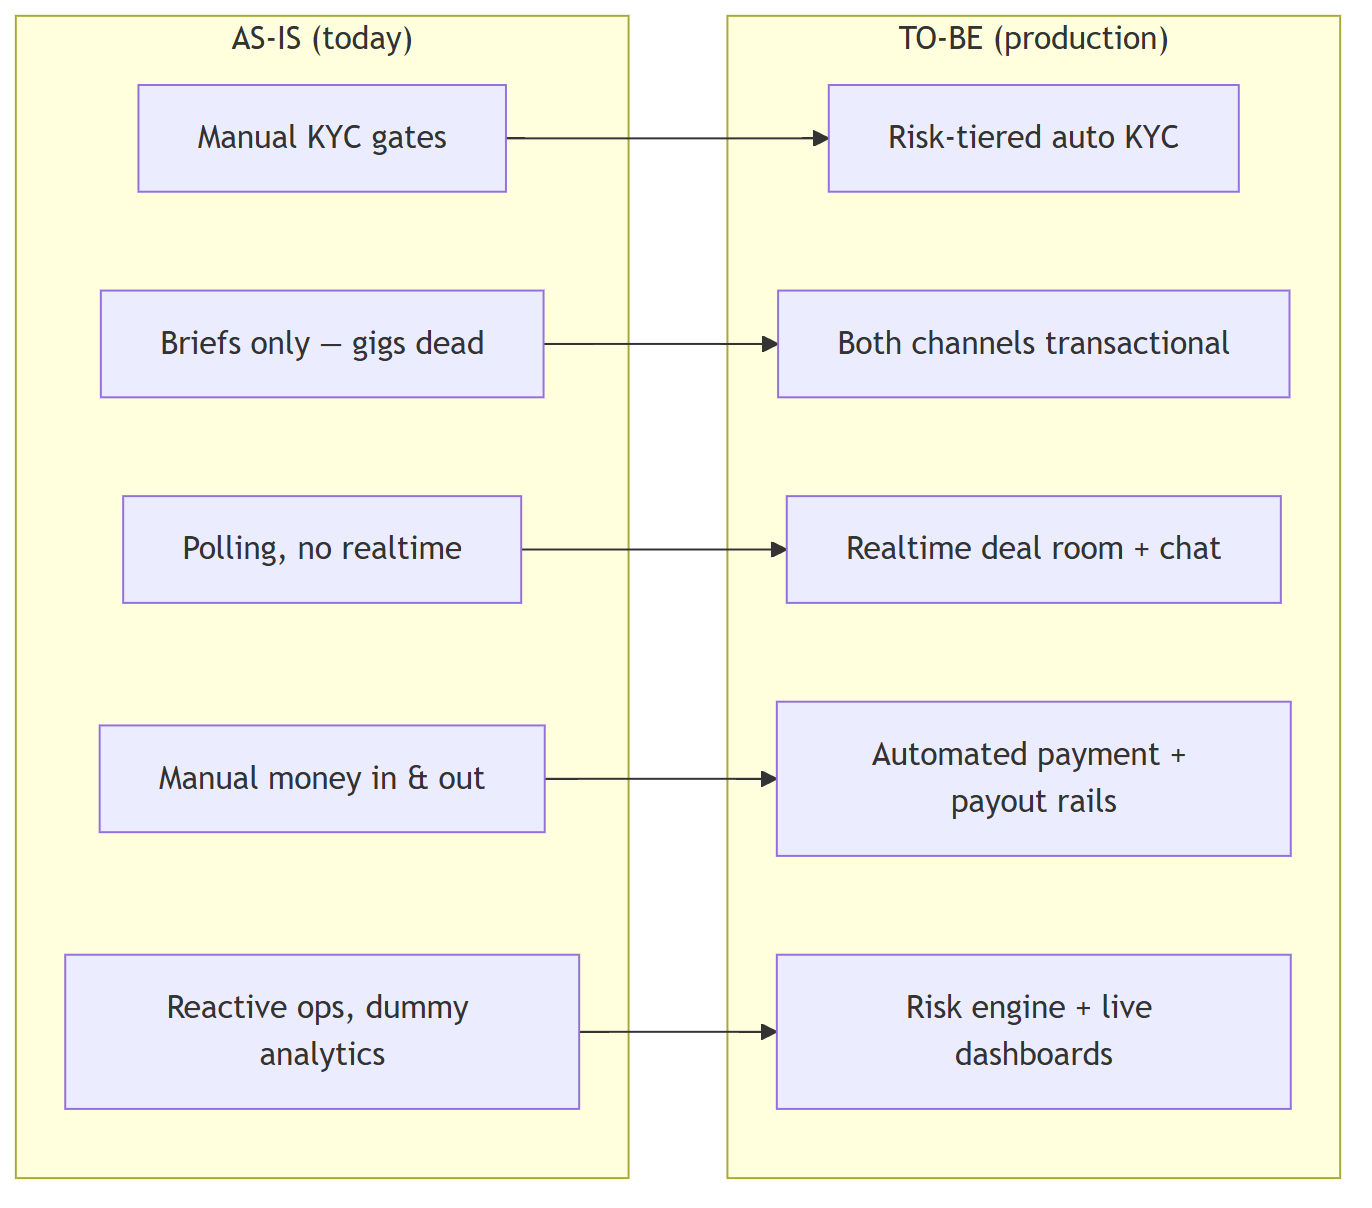 AS-IS (today)
TO-BE (production)
Manual KYC gates
Risk-tiered auto KYC
Briefs only — gigs dead
Both channels transactional
Polling, no realtime
Realtime deal room + chat
Manual money in & out
Automated payment +
payout rails
Reactive ops, dummy
analytics
Risk engine + live
dashboards